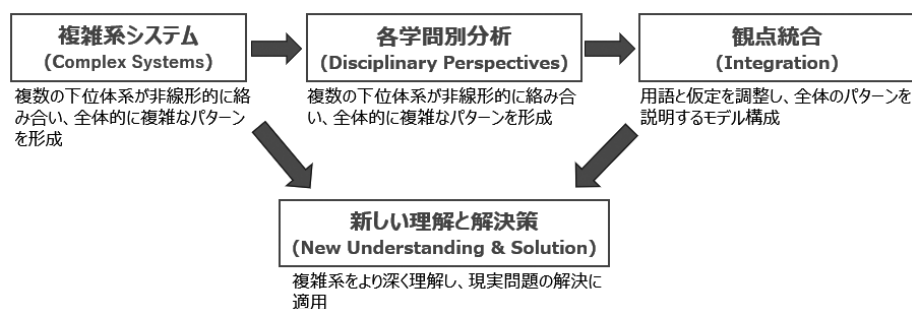 複雑系システム
(Complex Systems)
複数の下位体系が非線形的に絡
み合い、全体的に複雑なパターン
を形成
各学問別分析
(Disciplinary Perspectives)
複数の下位体系が非線形的に絡み合
い、全体的に複雑なパターンを形成
観点統合
(Integration)
用語と仮定を調整し、全体のパターンを
説明するモデル構成
新しい理解と解決策
(New Understanding & Solution)
複雑系をより深く理解し、現実問題の解決に
適用